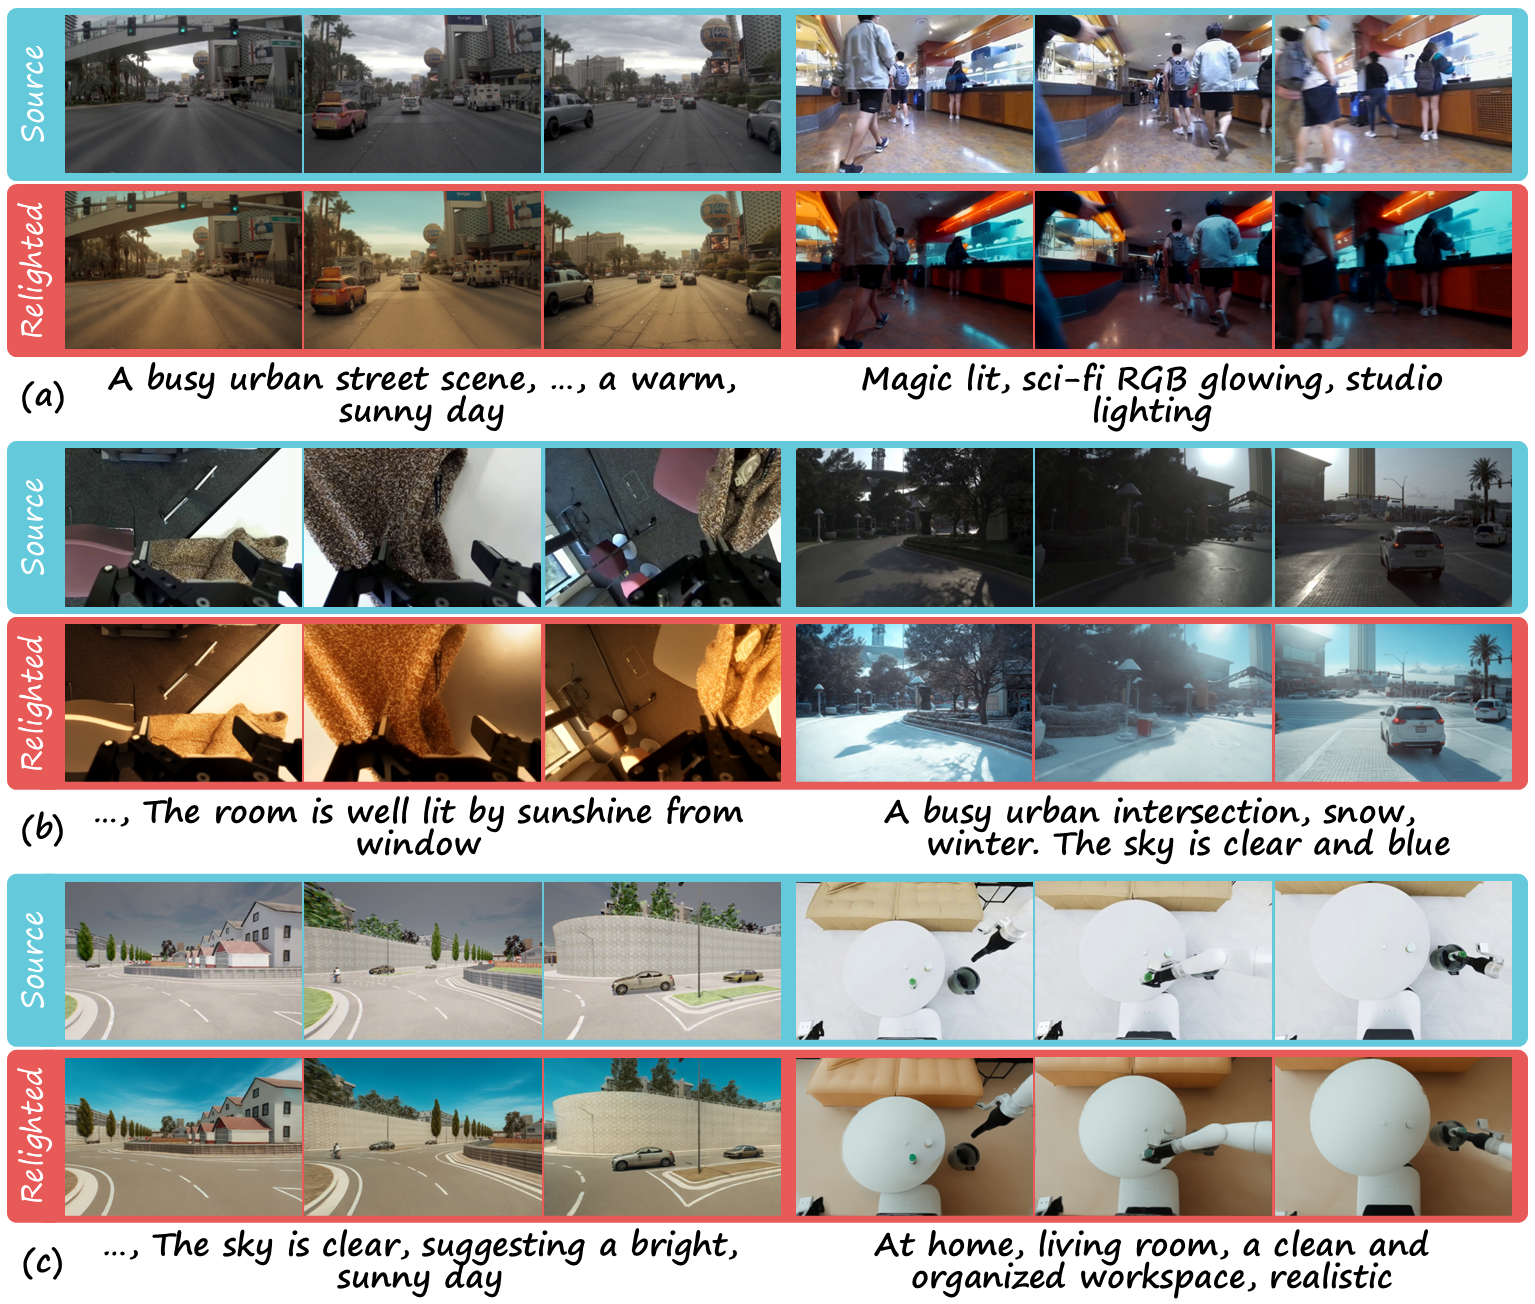 Source
Relighted
(a)
A busy urban street scene, ..., a warm,
sunny day
Magic lit, sci-fi RGB glowing, studio
lighting
Source
Relighted
(b)
..., The room is well lit by sunshine from
window
A busy urban intersection, snow,
winter. The sky is clear and blue
Source
Relighted
(c)
..., The sky is clear, suggesting a bright,
sunny day
At home, living room, a clean and
organized workspace, realistic